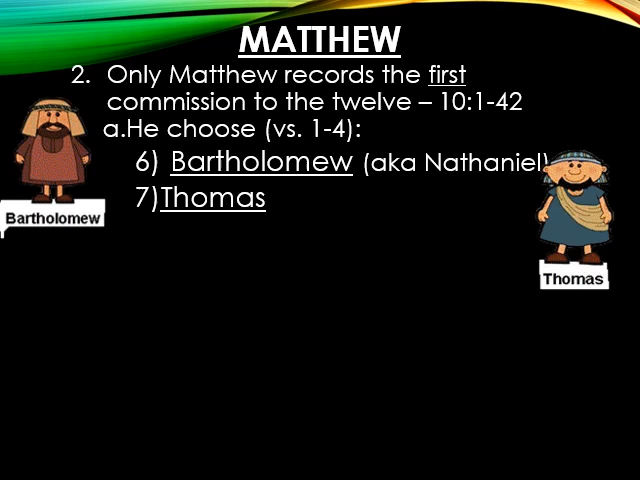 MATTHEW
2. Only Matthew records the first
commission to the twelve – 10:1-42
a.He choose (vs. 1-4):
6) Bartholomew (aka Nathaniel)
7)Thomas
Bartholomew
Thomas